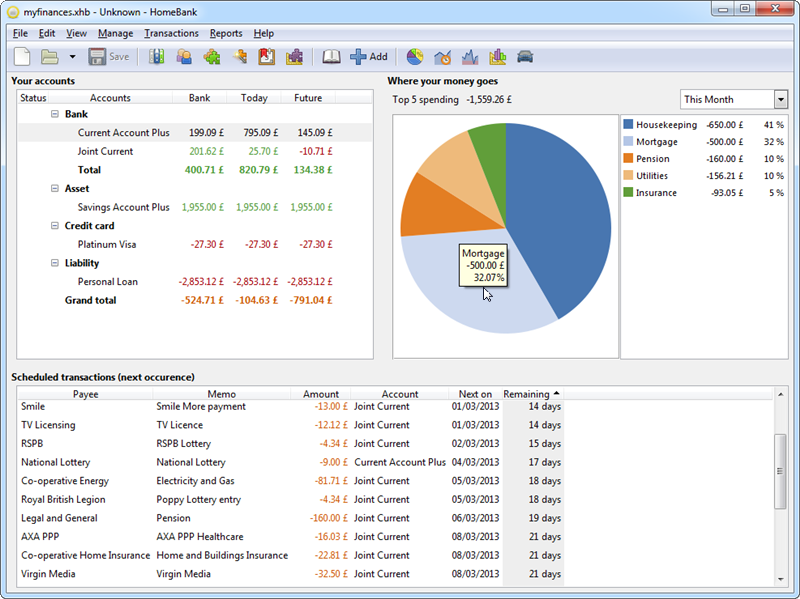 myfinances.xhb - Unknown - HomeBank
File Edit View Manage Transactions Reports Help
Save Add
Your accounts
Status Accounts Bank Today Future
Bank
Current Account Plus 199.09 £ 795.09 £ 145.09 £
Joint Current 201.62 £ 25.70 £ -10.71 £
Total 400.71 £ 820.79 £ 134.38 £
Asset
Savings Account Plus 1,955.00 £ 1,955.00 £ 1,955.00 £
Credit card
Platinum Visa -27.30 £ -27.30 £ -27.30 £
Liability
Personal Loan -2,853.12 £ -2,853.12 £ -2,853.12 £
Grand total -524.71 £ -104.63 £ -791.04 £
Where your money goes
Top 5 spending -1,559.26 £ This Month
Housekeeping -650.00 £ 41 %
Mortgage -500.00 £ 32 %
Pension -160.00 £ 10 %
Utilities -156.21 £ 10 %
Insurance -93.05 £ 5 %
Mortgage
-500.00 £
32.07%
Scheduled transactions (next occurence)
Payee Memo Amount Account Next on Remaining
Smile Smile More payment -13.00 £ Joint Current 01/03/2013 14 days
TV Licensing TV Licence -12.12 £ Joint Current 01/03/2013 14 days
RSPB RSPB Lottery -4.34 £ Joint Current 02/03/2013 15 days
National Lottery National Lottery -9.00 £ Current Account Plus 04/03/2013 17 days
Co-operative Energy Electricity and Gas -81.71 £ Joint Current 05/03/2013 18 days
Royal British Legion Poppy Lottery entry -4.34 £ Joint Current 05/03/2013 18 days
Legal and General Pension -160.00 £ Joint Current 06/03/2013 19 days
AXA PPP AXA PPP Healthcare -16.03 £ Joint Current 08/03/2013 21 days
Co-operative Home Insurance Home and Buildings Insurance -22.81 £ Joint Current 08/03/2013 21 days
Virgin Media Virgin Media -32.50 £ Joint Current 08/03/2013 21 days